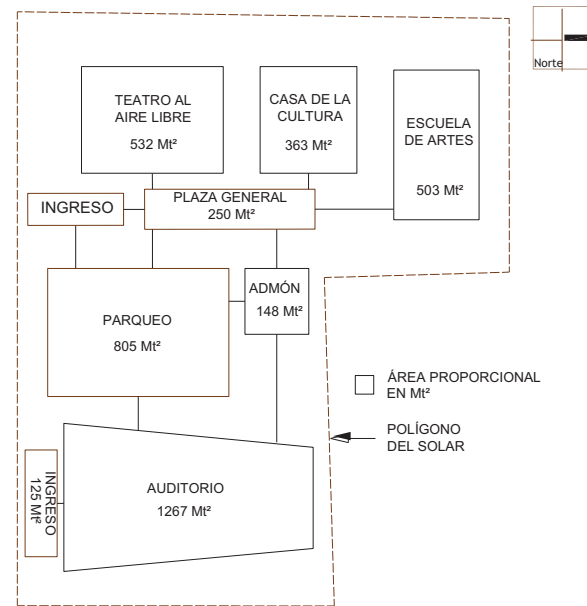 Norte
TEATRO AL
AIRE LIBRE
532 Mt²
CASA DE LA
CULTURA
363 Mt²
ESCUELA
DE ARTES
503 Mt²
INGRESO
PLAZA GENERAL
250 Mt²
PARQUEO
805 Mt²
ADMÓN
148 Mt²
ÁREA PROPORCIONAL
EN Mt²
POLÍGONO
DEL SOLAR
INGRESO
125 Mt²
AUDITORIO
1267 Mt²